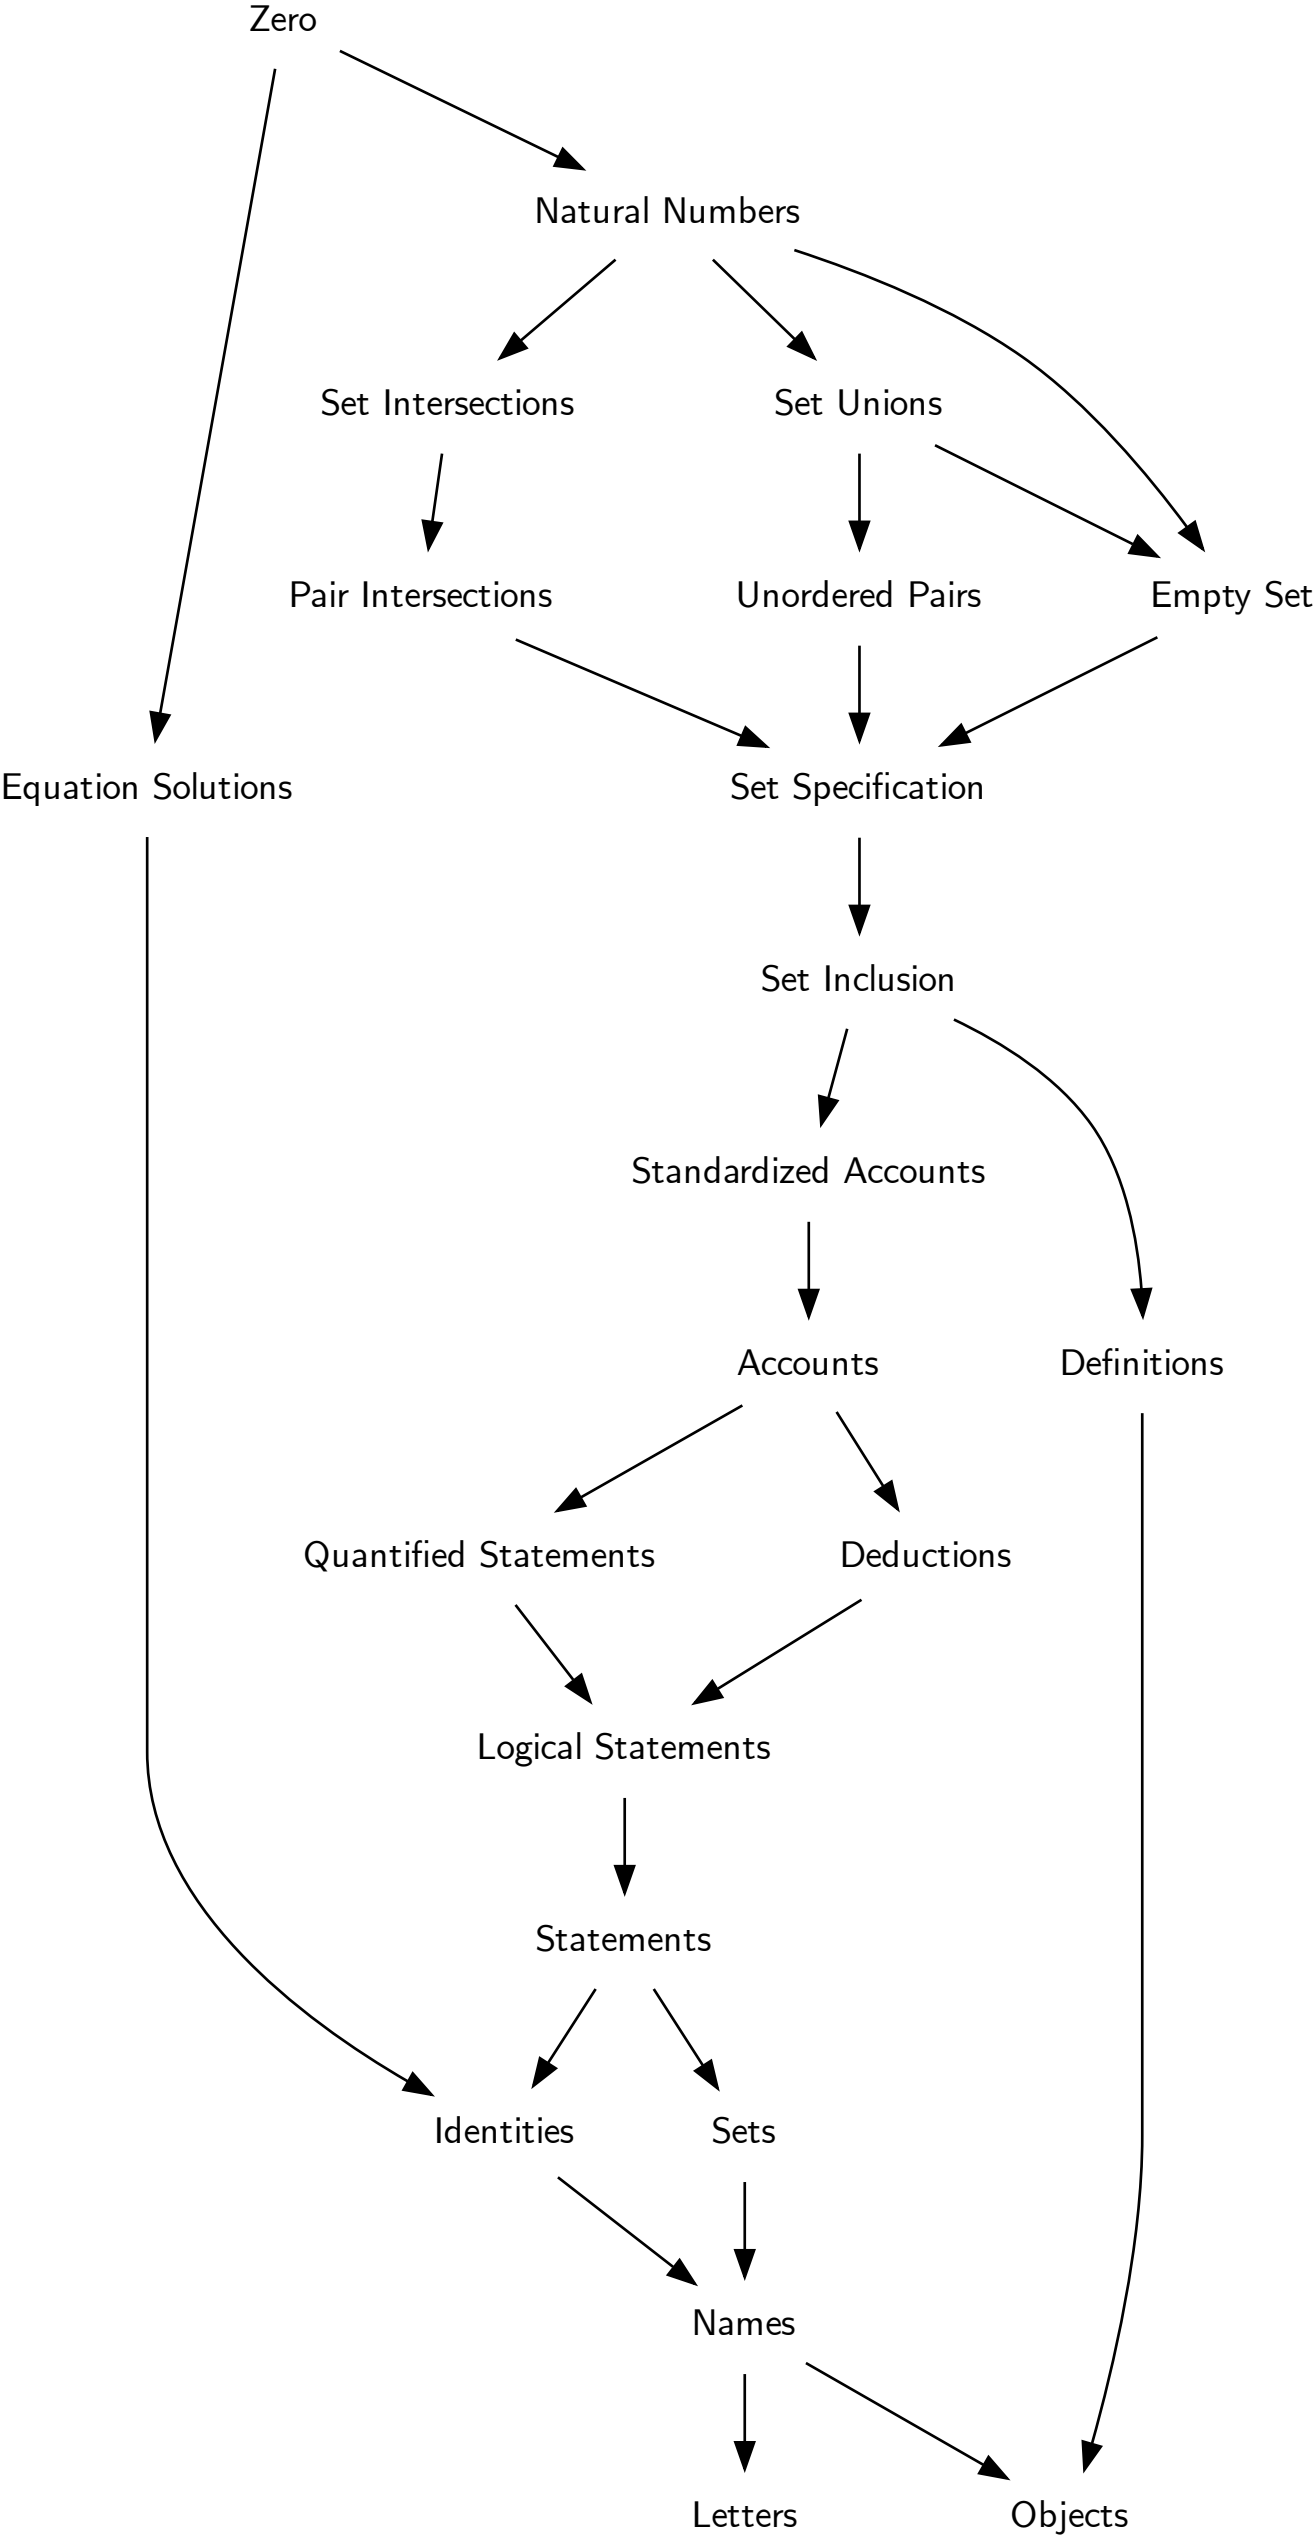 Zero
Natural Numbers
Set Intersections
Set Unions
Pair Intersections
Unordered Pairs
Empty Set
Equation Solutions
Set Specification
Set Inclusion
Standardized Accounts
Accounts
Definitions
Quantified Statements
Deductions
Logical Statements
Statements
Identities
Sets
Names
Letters
Objects